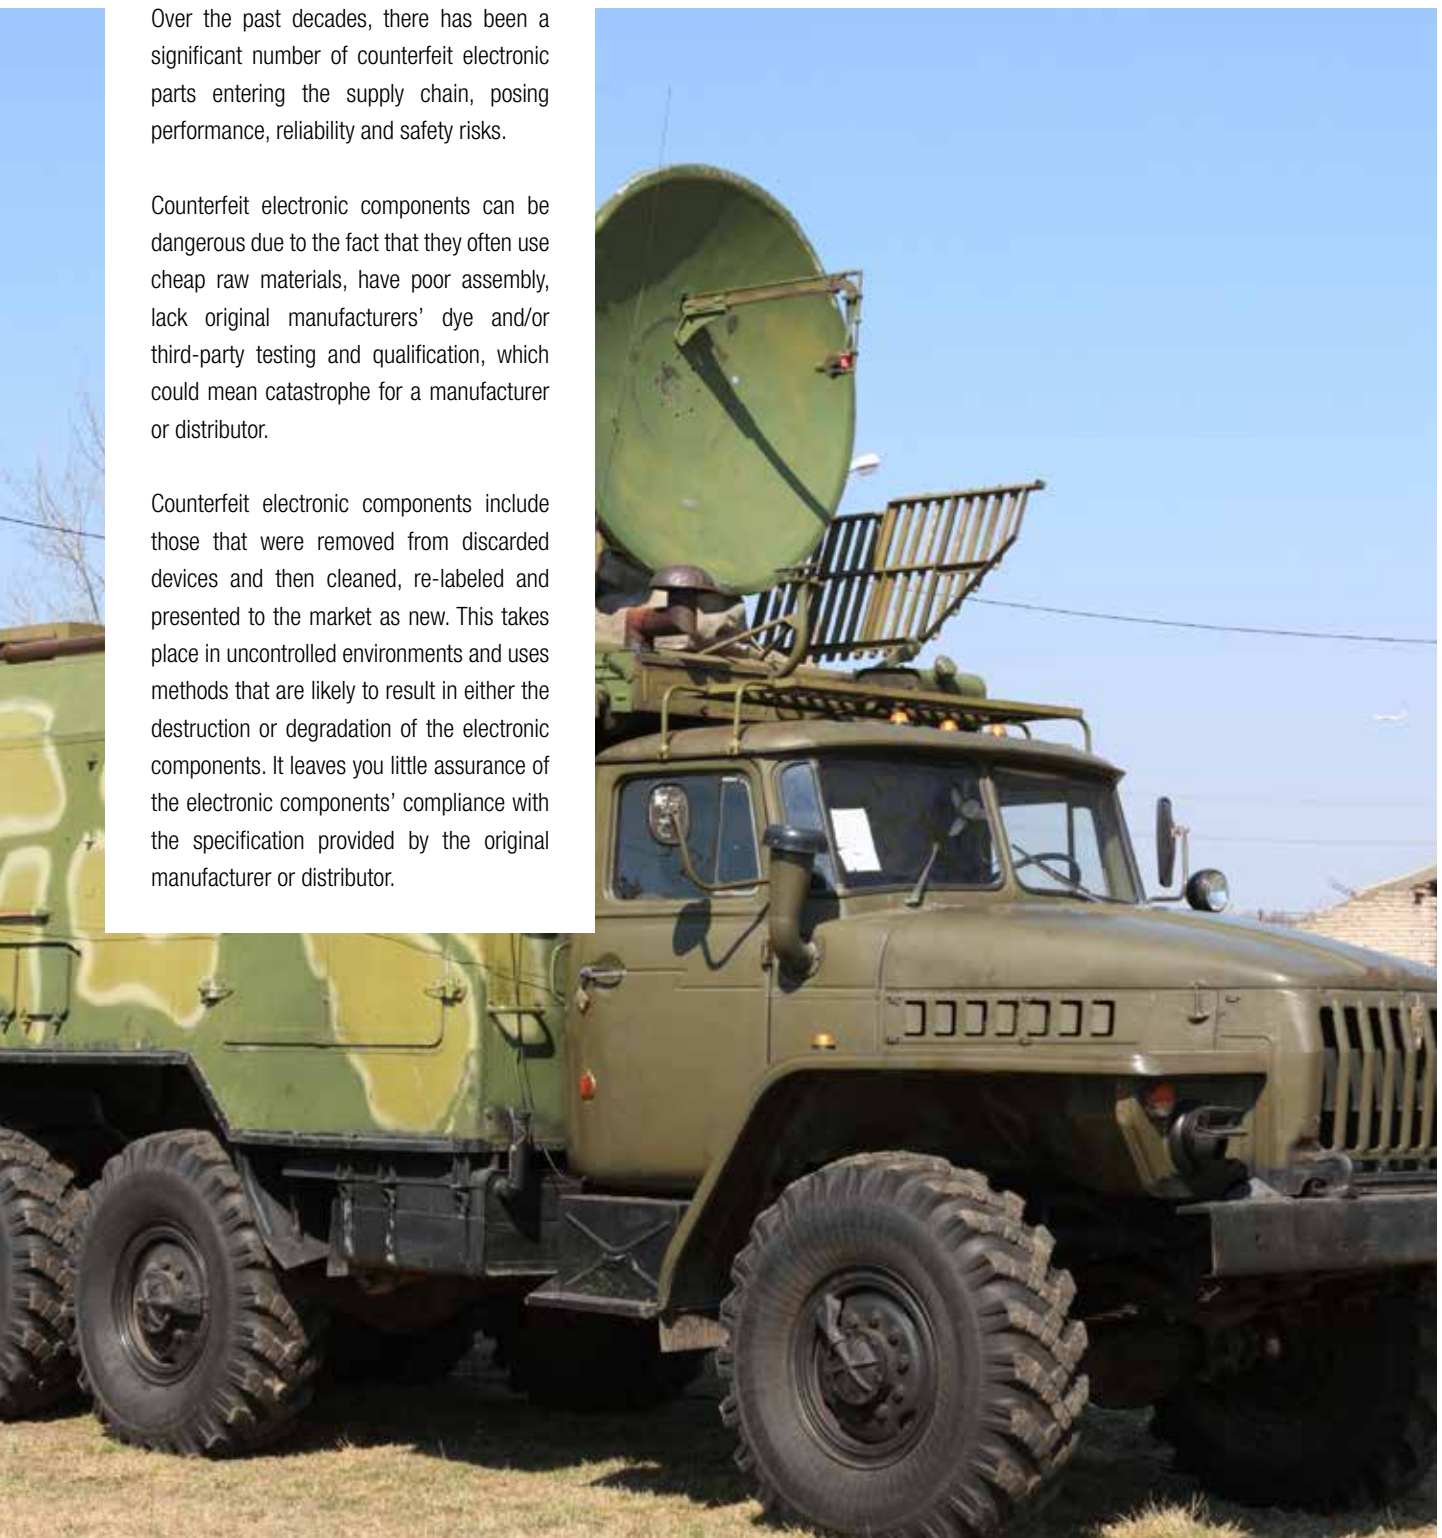 Over the past decades, there has been a
significant number of counterfeit electronic
parts entering the supply chain, posing
performance, reliability and safety risks.
Counterfeit electronic components can be
dangerous due to the fact that they often use
cheap raw materials, have poor assembly,
lack original manufacturers’ dye and/or
third-party testing and qualification, which
could mean catastrophe for a manufacturer
or distributor.
Counterfeit electronic components include
those that were removed from discarded
devices and then cleaned, re-labeled and
presented to the market as new. This takes
place in uncontrolled environments and uses
methods that are likely to result in either the
destruction or degradation of the electronic
components. It leaves you little assurance of
the electronic components’ compliance with
the specification provided by the original
manufacturer or distributor.